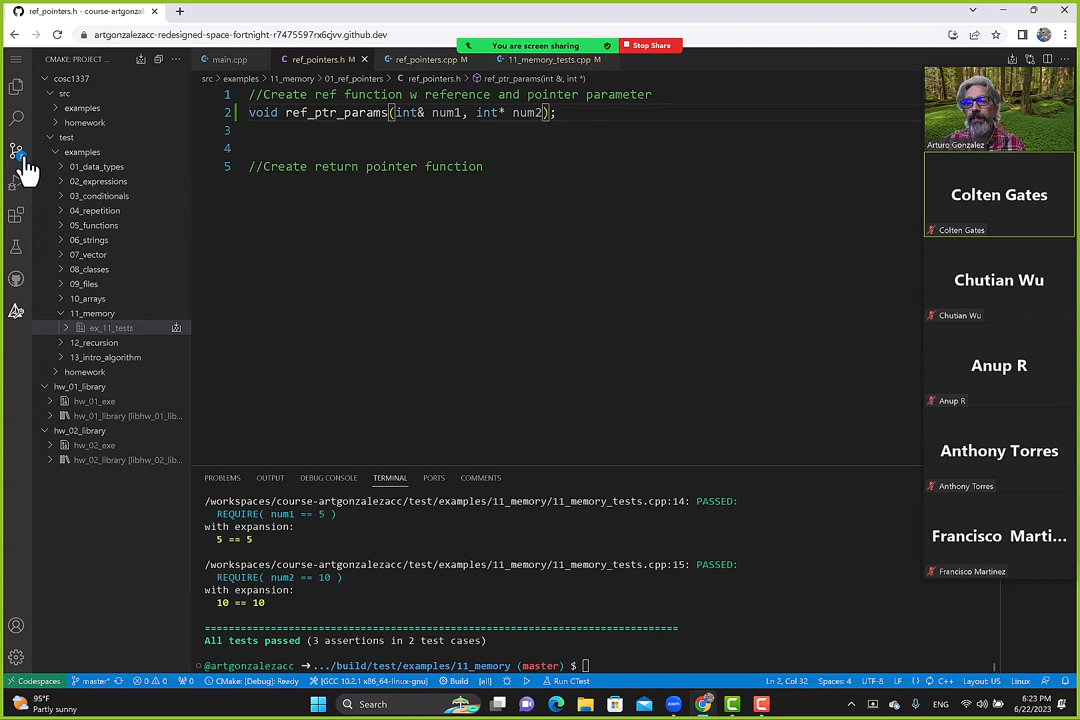 ref_pointers.h - course-artgonzalez
artgonzalezacc-redesigned-space-fortnight-r7475597rx6cjvv.github.dev
You are screen sharing
Stop Share
CMAKE: PROJECT ...
main.cpp
ref_pointers.h M
ref_pointers.cpp M
11_memory_tests.cpp M
src > examples > 11_memory > 01_ref_pointers > ref_pointers.h > ref_ptr_params(int &, int *)
cosc1337
src
examples
homework
test
examples
01_data_types
02_expressions
03_conditionals
04_repetition
05_functions
06_strings
07_vector
08_classes
09_files
10_arrays
11_memory
ex_11_tests
12_recursion
13_intro_algorithm
homework
hw_01_library
hw_01_exe
hw_01_library [libhw_01_lib...
hw_02_library
hw_02_exe
hw_02_library [libhw_02_lib...
1 //Create ref function w reference and pointer parameter
2 void ref_ptr_params(int& num1, int* num2);
3
4
5 //Create return pointer function
PROBLEMS OUTPUT DEBUG CONSOLE TERMINAL PORTS COMMENTS
/workspaces/course-artgonzalezacc/test/examples/11_memory/11_memory_tests.cpp:14: PASSED:
REQUIRE( num1 == 5 )
with expansion:
5 == 5
/workspaces/course-artgonzalezacc/test/examples/11_memory/11_memory_tests.cpp:15: PASSED:
REQUIRE( num2 == 10 )
with expansion:
10 == 10
===============================================================================
All tests passed (3 assertions in 2 test cases)
@artgonzalezacc ➜ .../build/test/examples/11_memory (master) $
Arturo Gonzalez
Colten Gates
Colten Gates
Chutian Wu
Chutian Wu
Anup R
Anup R
Anthony Torres
Anthony Torres
Francisco Marti...
Francisco Martinez
Codespaces master* 0 0 0 CMake: [Debug]: Ready [GCC 10.2.1 x86_64-linux-gnu] Build [all] Run CTest Ln 2, Col 32 Spaces: 4 UTF-8 LF C++ Layout: US Linux
95°F
Partly sunny
Search
ENG
6:23 PM
6/22/2023